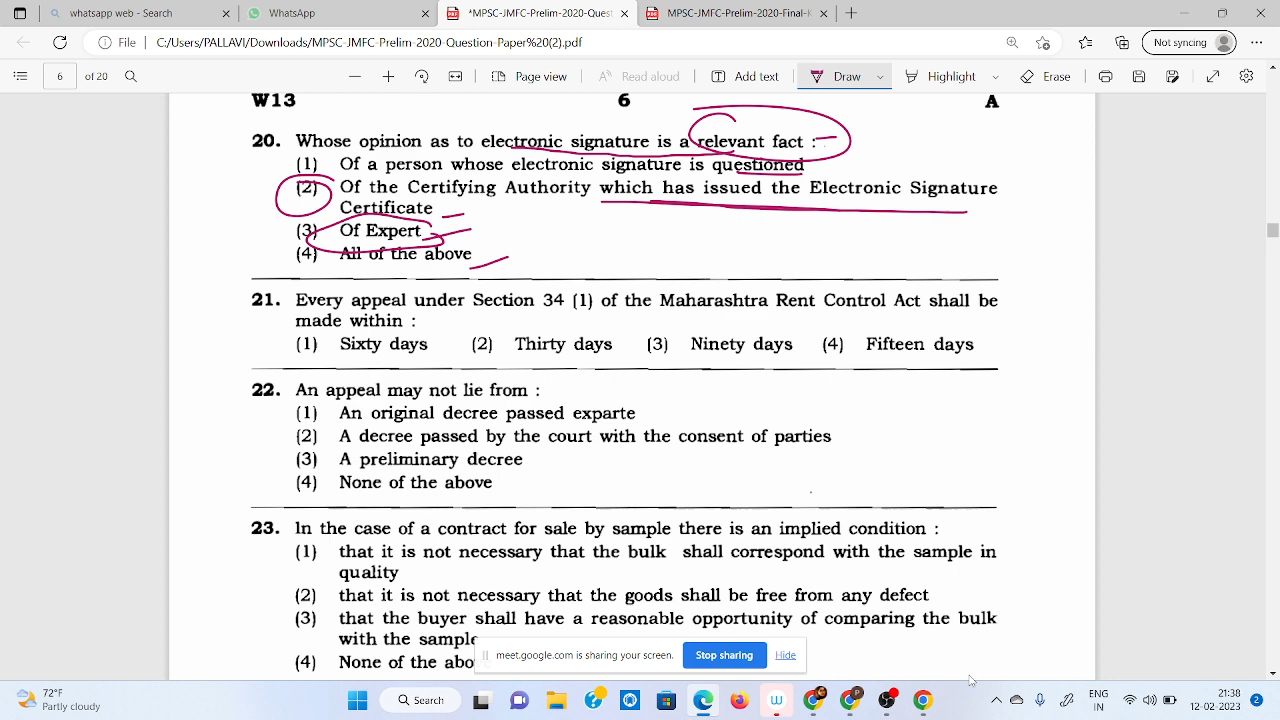 whatsapp web - Search
WhatsApp
*MPSC_JMFC-Prelim-2020-Quest
MPSC-JMFC-Prelim-2020-Final-K
File
C:/Users/PALLAVI/Downloads/MPSC_JMFC-Prelim-2020-Question-Paper%20(2).pdf
Not syncing
6 of 20
Page view
Read aloud
Add text
Draw
Highlight
Erase
W13 6 A
20. Whose opinion as to electronic signature is a relevant fact :
(1) Of a person whose electronic signature is questioned
(2) Of the Certifying Authority which has issued the Electronic Signature
Certificate
(3) Of Expert
(4) All of the above
21. Every appeal under Section 34 (1) of the Maharashtra Rent Control Act shall be
made within :
(1) Sixty days (2) Thirty days (3) Ninety days (4) Fifteen days
22. An appeal may not lie from :
(1) An original decree passed exparte
(2) A decree passed by the court with the consent of parties
(3) A preliminary decree
(4) None of the above
23. In the case of a contract for sale by sample there is an implied condition :
(1) that it is not necessary that the bulk shall correspond with the sample in
quality
(2) that it is not necessary that the goods shall be free from any defect
(3) that the buyer shall have a reasonable opportunity of comparing the bulk
with the sample
(4) None of the abo
meet.google.com is sharing your screen.
Stop sharing
Hide
72°F
Partly cloudy
Search
ENG
IN
21:38
12-02-2023
2